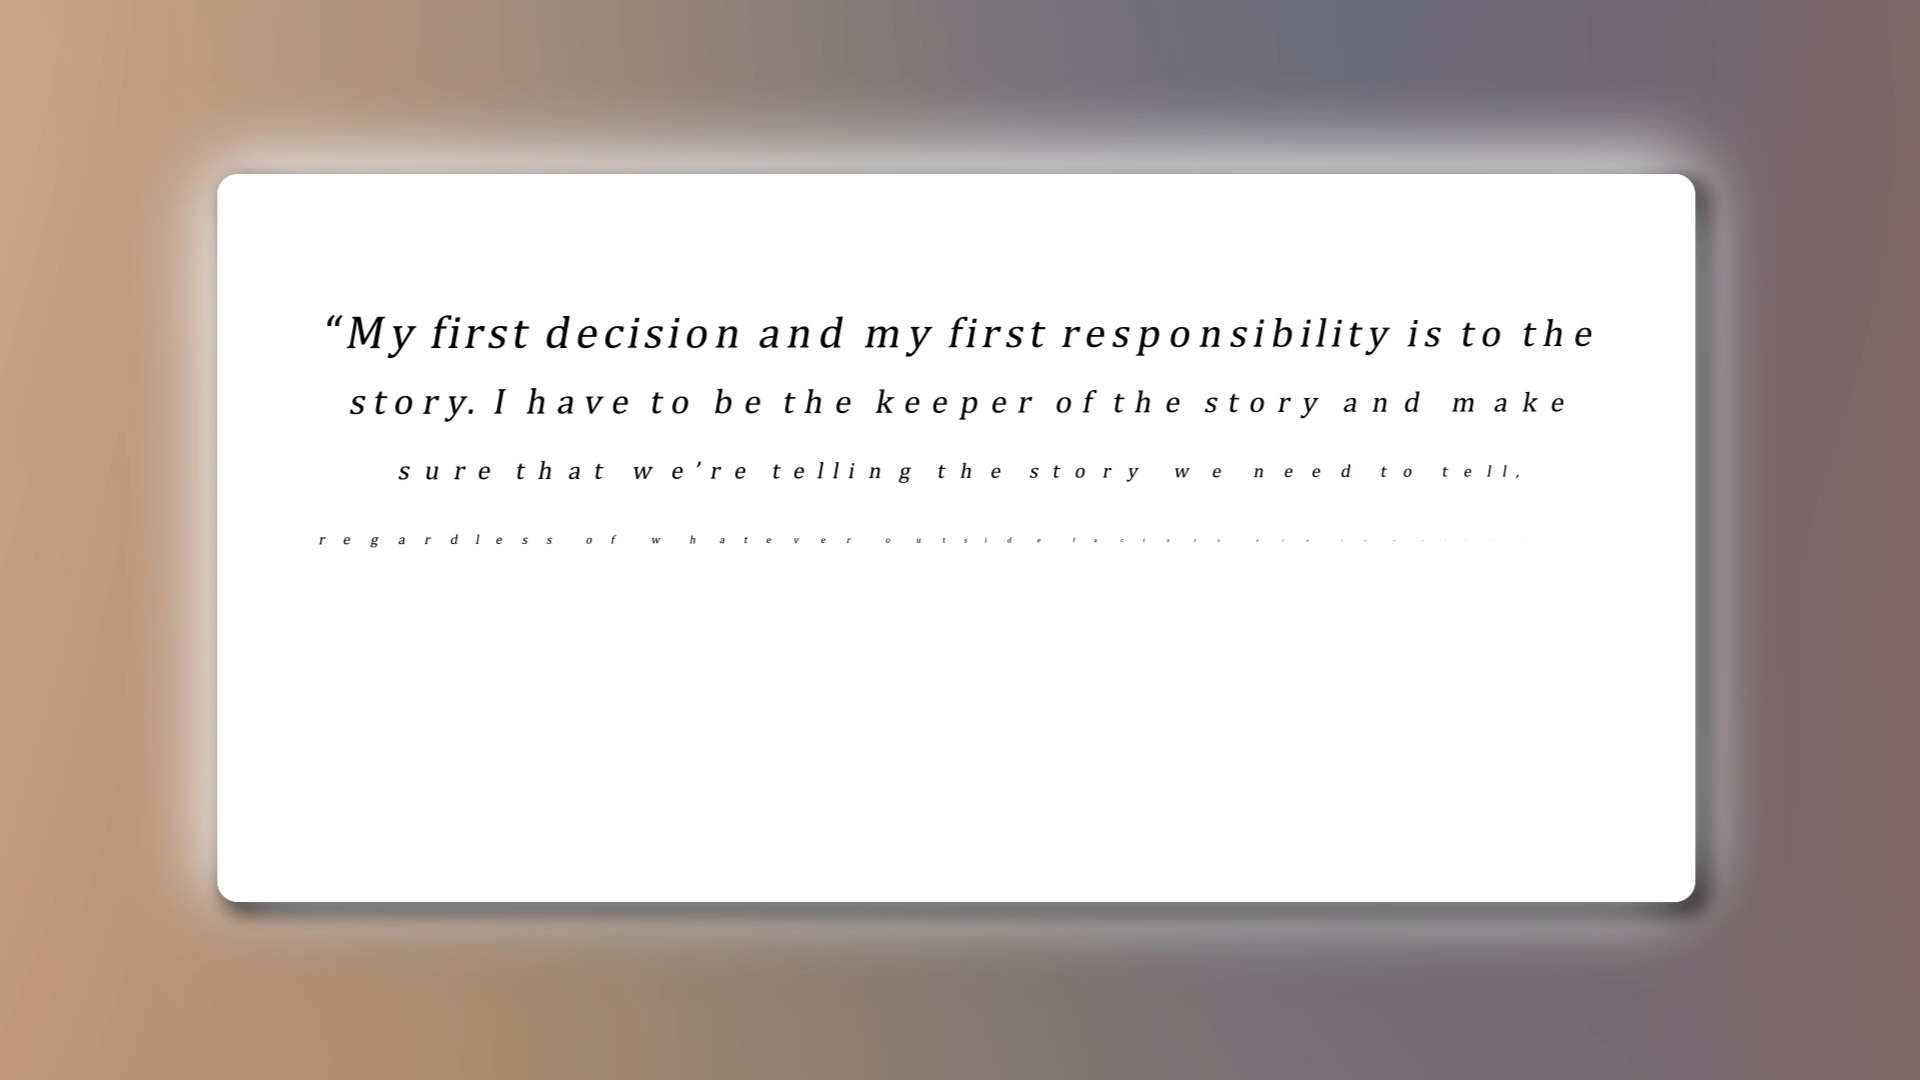 “My first decision and my first responsibility is to the
story. I have to be the keeper of the story and make
sure that we’re telling the story we need to tell,
regardless of whatever outside factors